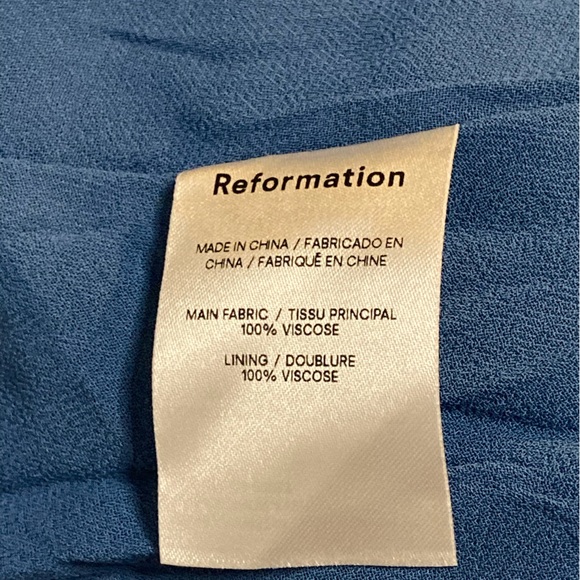 Reformation
MADE IN CHINA / FABRICADO EN
CHINA / FABRIQUÉ EN CHINE
MAIN FABRIC / TISSU PRINCIPAL
100% VISCOSE
LINING / DOUBLURE
100% VISCOSE